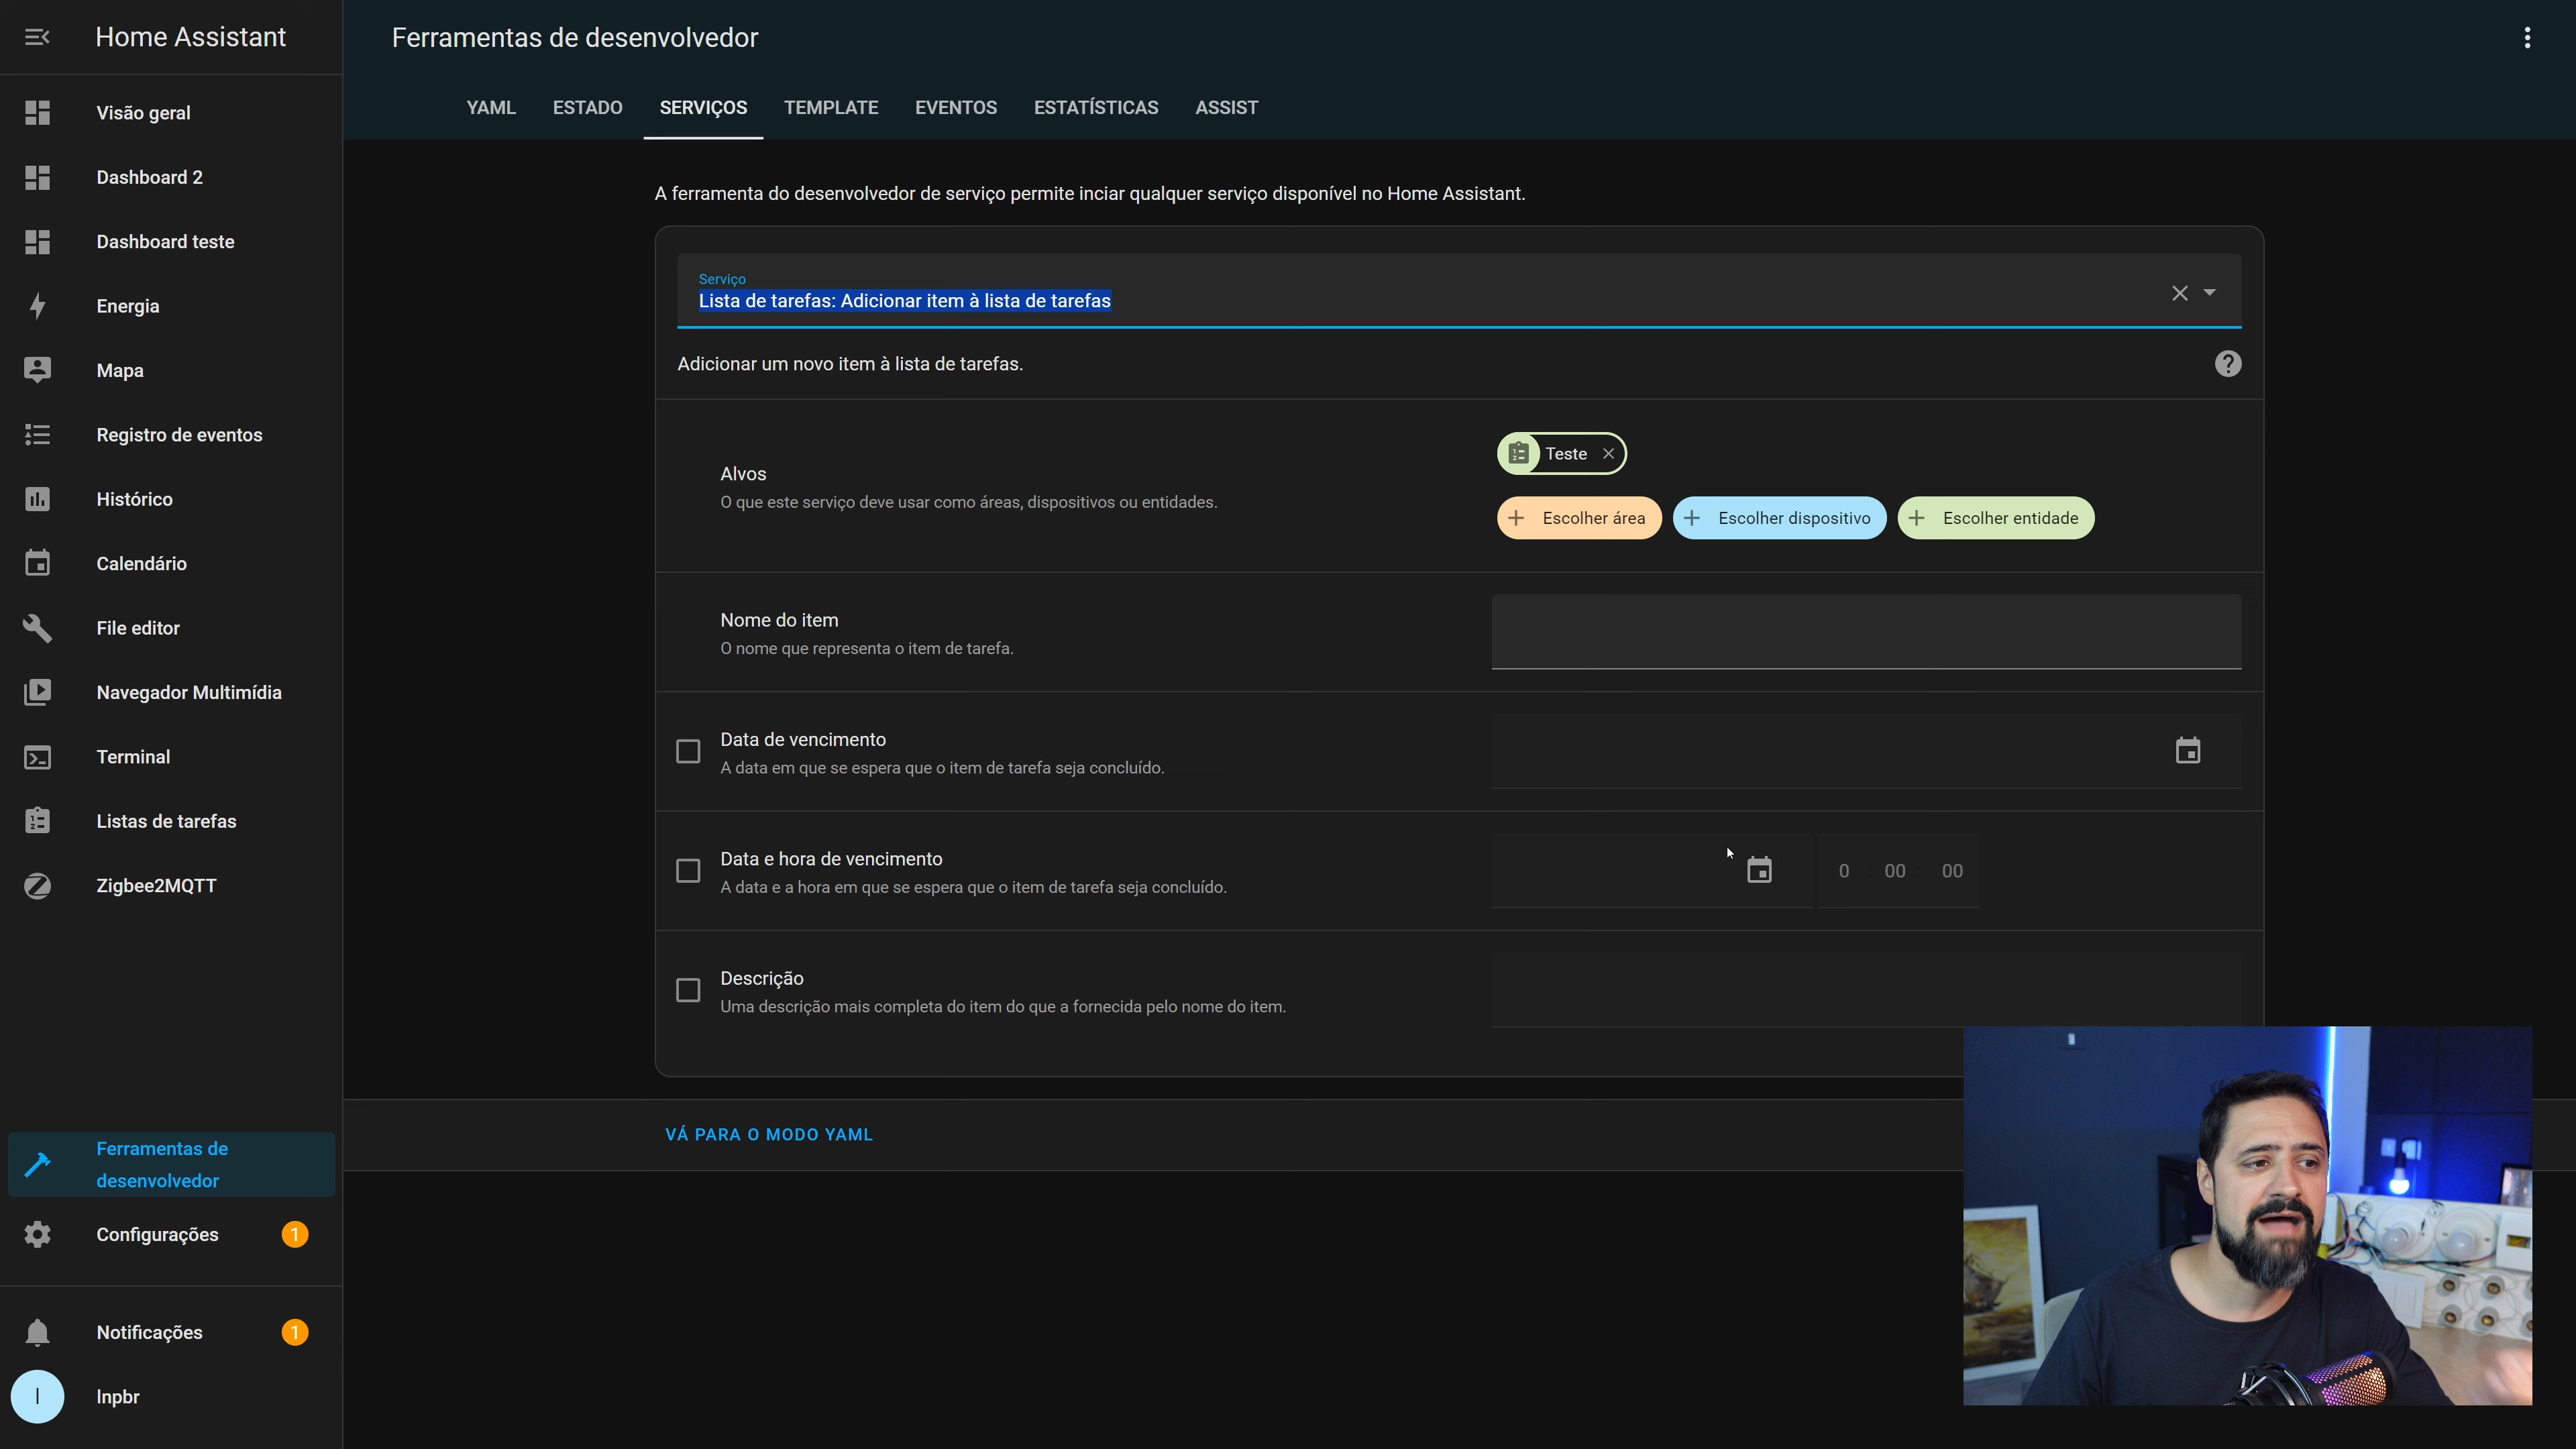 Home Assistant
Visão geral
Dashboard 2
Dashboard teste
Energia
Mapa
Registro de eventos
Histórico
Calendário
File editor
Navegador Multimídia
Terminal
Listas de tarefas
Zigbee2MQTT
Ferramentas de
desenvolvedor
Configurações 1
Notificações 1
I Inpbr
Ferramentas de desenvolvedor
YAML ESTADO SERVIÇOS TEMPLATE EVENTOS ESTATÍSTICAS ASSIST
A ferramenta do desenvolvedor de serviço permite inciar qualquer serviço disponível no Home Assistant.
Serviço
Lista de tarefas: Adicionar item à lista de tarefas
Adicionar um novo item à lista de tarefas.
Alvos
O que este serviço deve usar como áreas, dispositivos ou entidades.
Teste
Escolher área Escolher dispositivo Escolher entidade
Nome do item
O nome que representa o item de tarefa.
Data de vencimento
A data em que se espera que o item de tarefa seja concluído.
Data e hora de vencimento
A data e a hora em que se espera que o item de tarefa seja concluído.
0 00 00
Descrição
Uma descrição mais completa do item do que a fornecida pelo nome do item.
VÁ PARA O MODO YAML